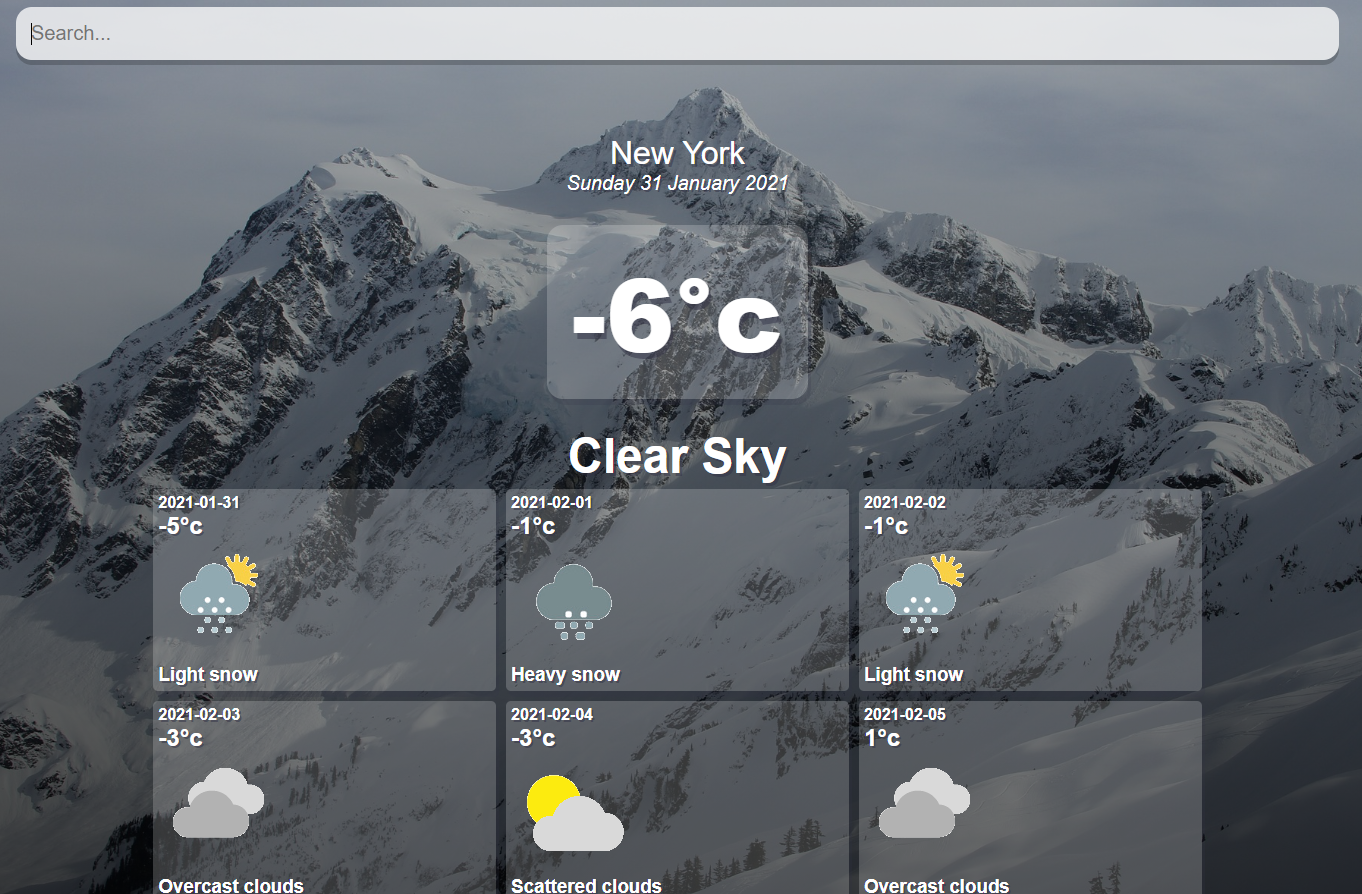 Search...
New York
Sunday 31 January 2021
-6°c
Clear Sky
2021-01-31
-5°c
Light snow
2021-02-01
-1°c
Heavy snow
2021-02-02
-1°c
Light snow
2021-02-03
-3°c
Overcast clouds
2021-02-04
-3°c
Scattered clouds
2021-02-05
1°c
Overcast clouds